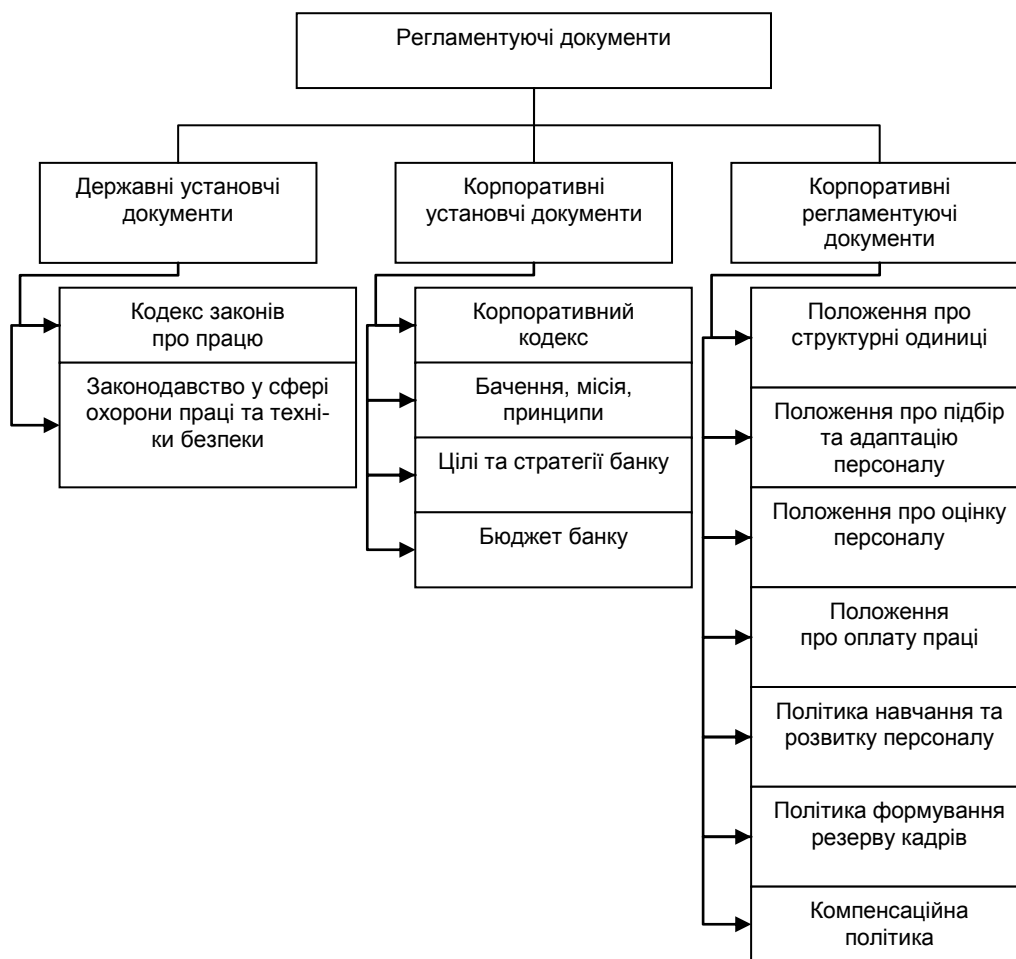 Регламентуючі документи
Державні установчі
документи
Корпоративні
установчі документи
Корпоративні
регламентуючі
документи
Кодекс законів
про працю
Законодавство у сфері
охорони праці та техні-
ки безпеки
Корпоративний
кодекс
Бачення, місія,
принципи
Цілі та стратегії банку
Бюджет банку
Положення про
структурні одиниці
Положення про підбір
та адаптацію
персоналу
Положення про оцінку
персоналу
Положення
про оплату праці
Політика навчання та
розвитку персоналу
Політика формування
резерву кадрів
Компенсаційна
політика